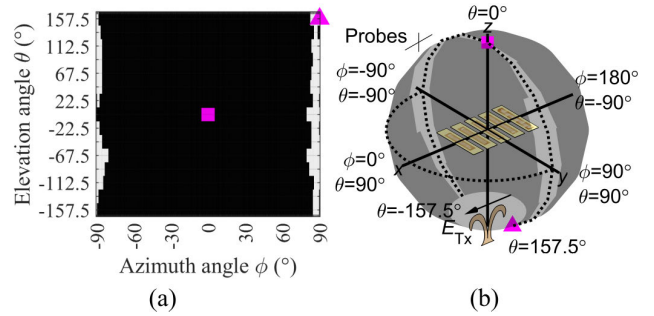 157.5
112.5
67.5
22.5
-22.5
-67.5
-112.5
-157.5
Elevation angle θ (°)
-90
-60
-30
0
30
60
90
Azimuth angle ϕ (°)
(a)
θ=0°
z
Probes
ϕ=-90°
θ=-90°
ϕ=180°
θ=-90°
ϕ=0°
θ=90°
x
y
ϕ=90°
θ=90°
θ=-157.5°
E_Tx
θ=157.5°
(b)